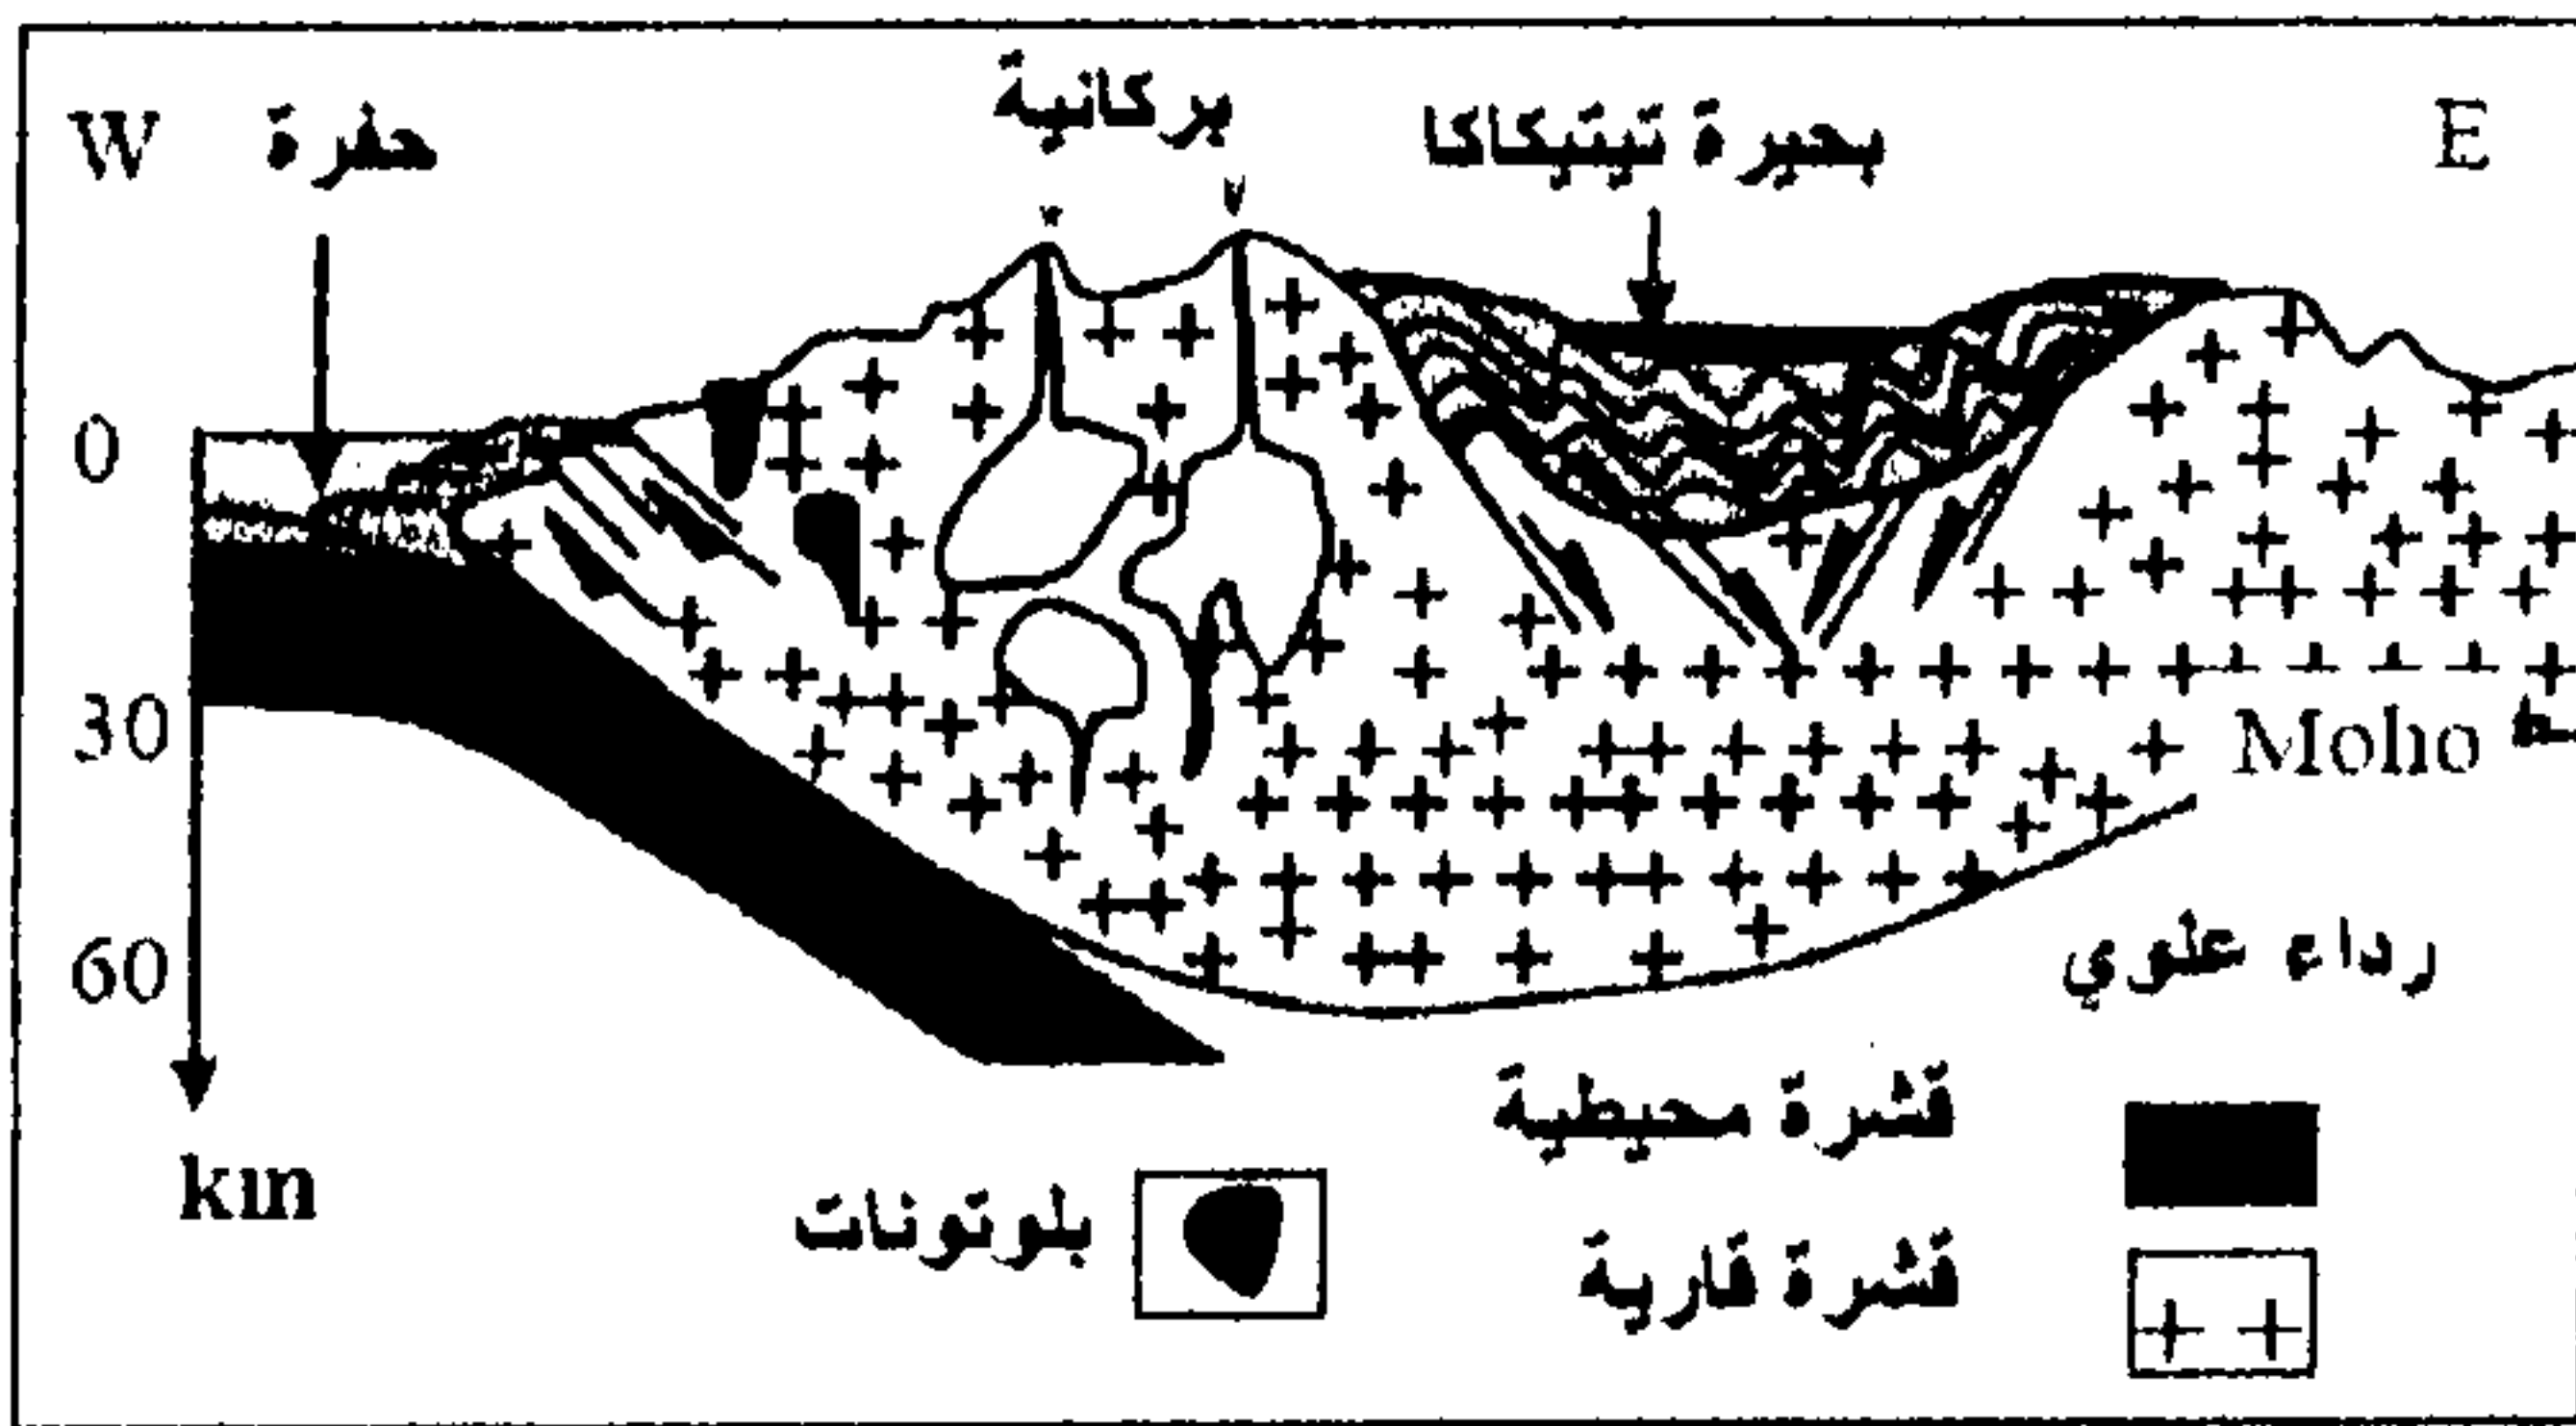 W
حفرة
بركانية
بحيرة تيتيكاكا
E
0
30
60
km
Moho
رداء علوي
قشرة محيطية
قشرة قارية
بلوتونات